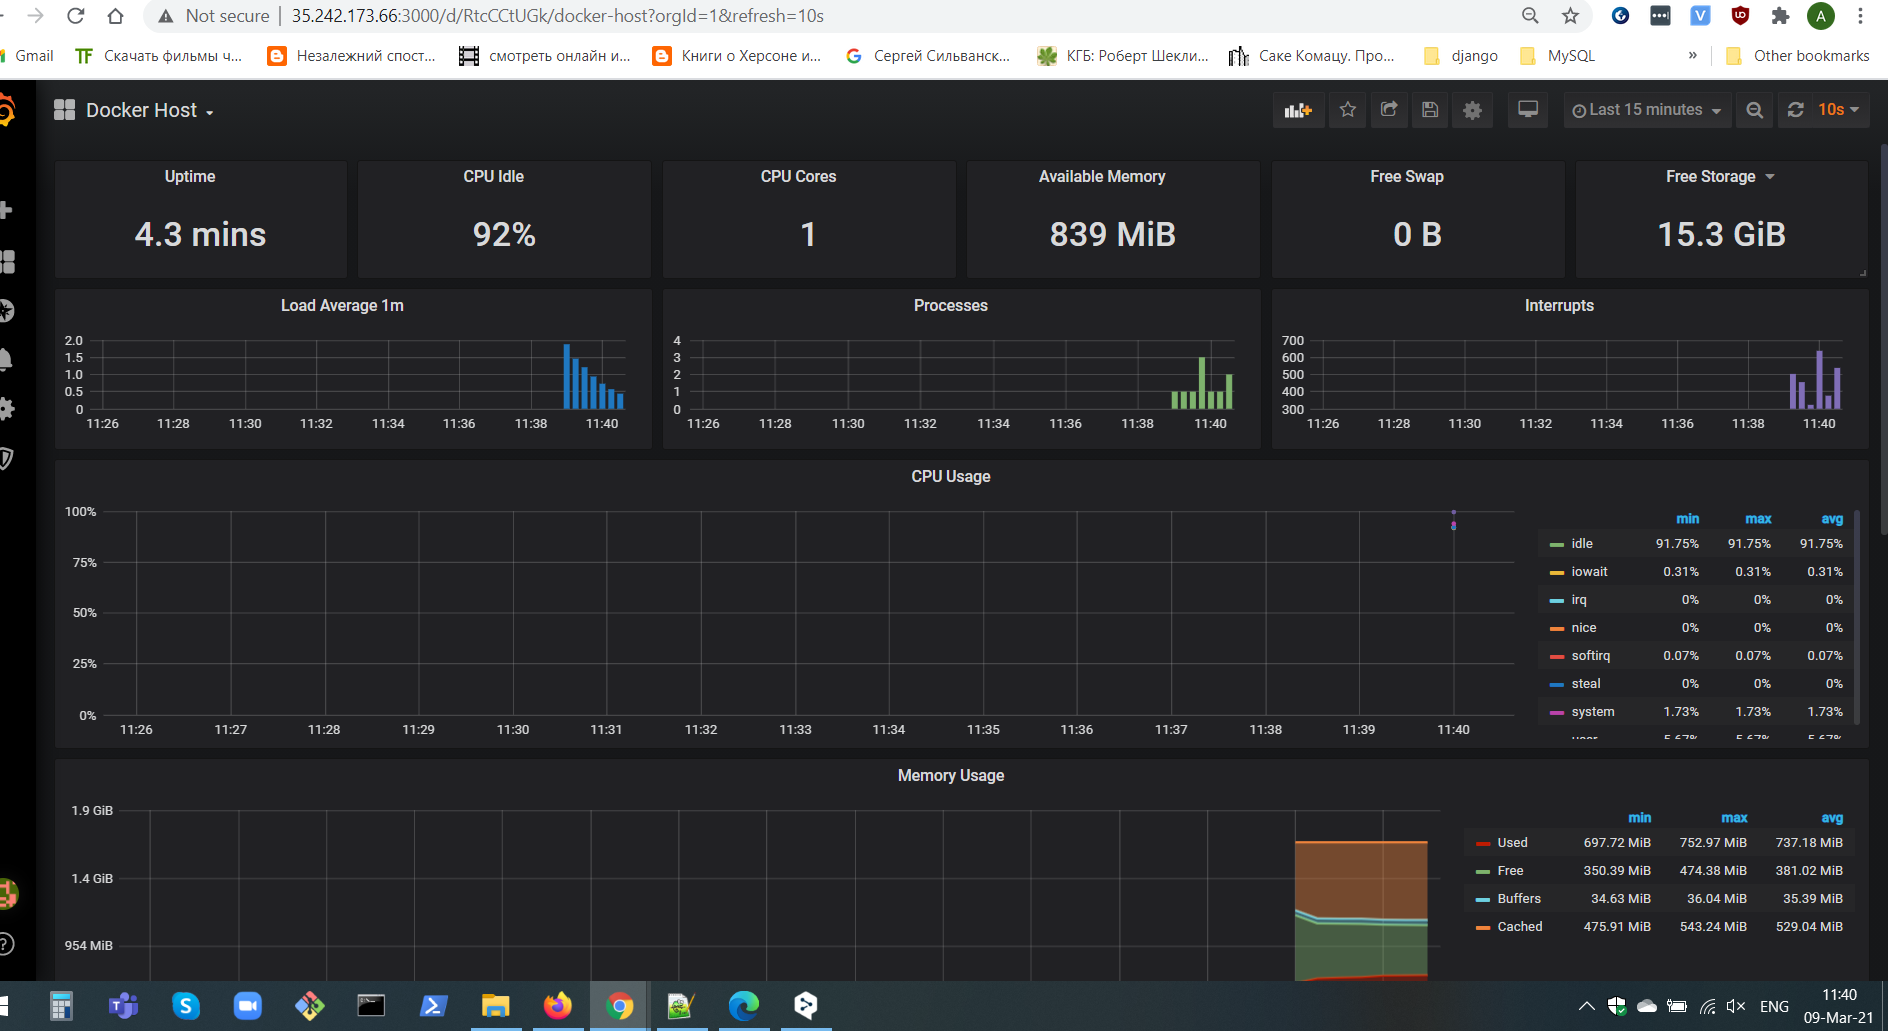 Not secure | 35.242.173.66:3000/d/RtcCCtUGk/docker-host?orgId=1&refresh=10s
A
Gmail TF Скачать фильмы ч... Незалежний спост... смотреть онлайн и... Книги о Херсоне и... Сергей Сильванск... КГБ: Роберт Шекли... Саке Комацу. Про... django MySQL » Other bookmarks
Docker Host
Last 15 minutes 10s
Uptime CPU Idle CPU Cores Available Memory Free Swap Free Storage
4.3 mins 92% 1 839 MiB 0 B 15.3 GiB
Load Average 1m
2.0
1.5
1.0
0.5
0
11:26 11:28 11:30 11:32 11:34 11:36 11:38 11:40
Processes
4
3
2
1
0
11:26 11:28 11:30 11:32 11:34 11:36 11:38 11:40
Interrupts
700
600
500
400
300
11:26 11:28 11:30 11:32 11:34 11:36 11:38 11:40
CPU Usage
100%
75%
50%
25%
0%
11:26 11:27 11:28 11:29 11:30 11:31 11:32 11:33 11:34 11:35 11:36 11:37 11:38 11:39 11:40
min max avg
idle 91.75% 91.75% 91.75%
iowait 0.31% 0.31% 0.31%
irq 0% 0% 0%
nice 0% 0% 0%
softirq 0.07% 0.07% 0.07%
steal 0% 0% 0%
system 1.73% 1.73% 1.73%
user 5.67% 5.67% 5.67%
Memory Usage
1.9 GiB
1.4 GiB
954 MiB
min max avg
Used 697.72 MiB 752.97 MiB 737.18 MiB
Free 350.39 MiB 474.38 MiB 381.02 MiB
Buffers 34.63 MiB 36.04 MiB 35.39 MiB
Cached 475.91 MiB 543.24 MiB 529.04 MiB
ENG
11:40
09-Mar-21